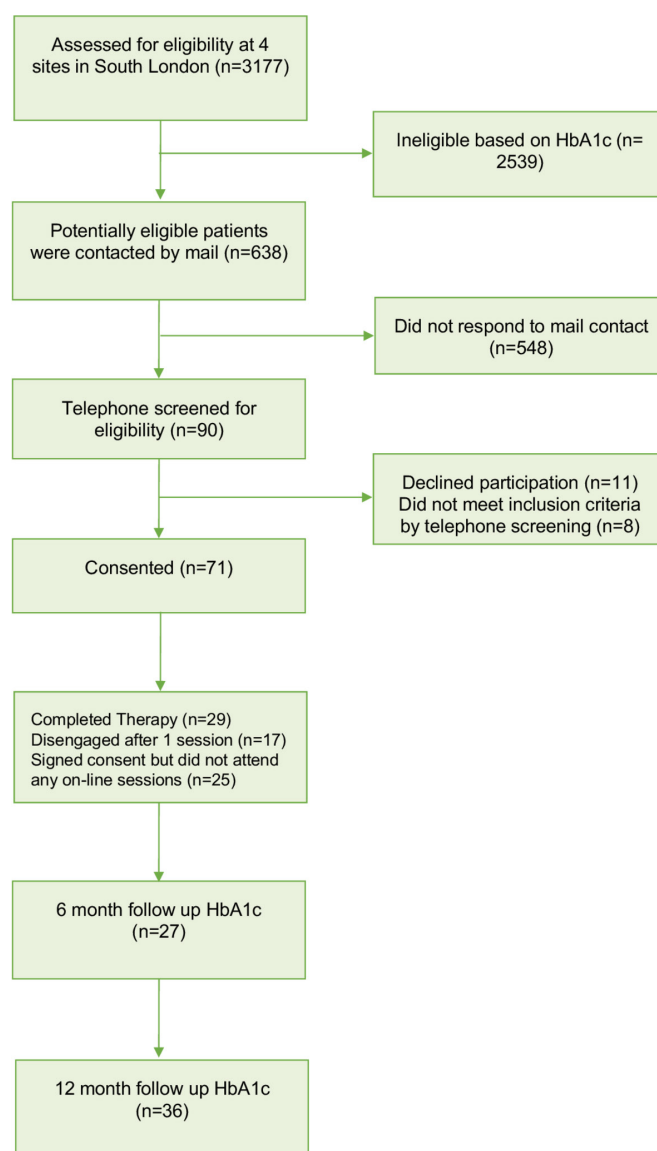 Assessed for eligibility at 4
sites in South London (n=3177)
Ineligible based on HbA1c (n=
2539)
Potentially eligible patients
were contacted by mail (n=638)
Did not respond to mail contact
(n=548)
Telephone screened for
eligibility (n=90)
Declined participation (n=11)
Did not meet inclusion criteria
by telephone screening (n=8)
Consented (n=71)
Completed Therapy (n=29)
Disengaged after 1 session (n=17)
Signed consent but did not attend
any on-line sessions (n=25)
6 month follow up HbA1c
(n=27)
12 month follow up HbA1c
(n=36)